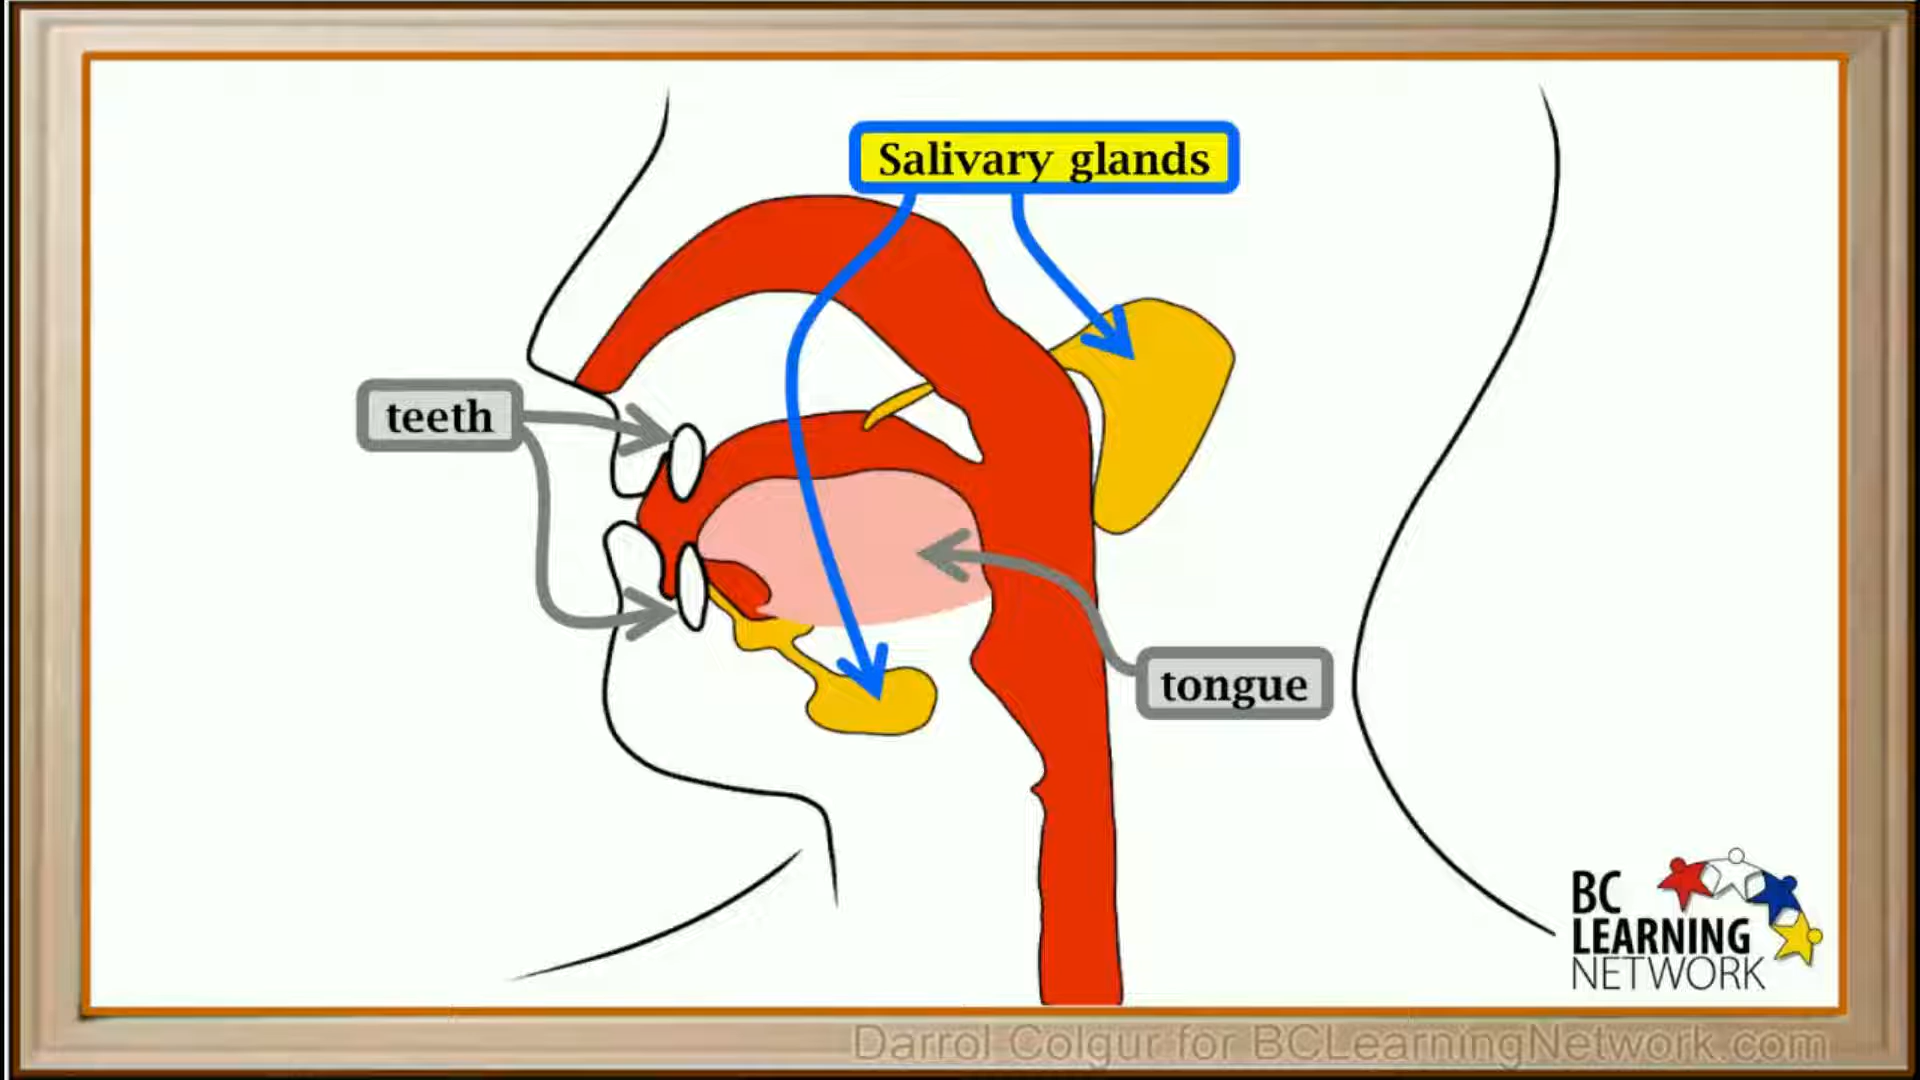 Salivary glands
teeth
tongue
BC
LEARNING
NETWORK
Darrol Colgur for BCLearningNetwork.com